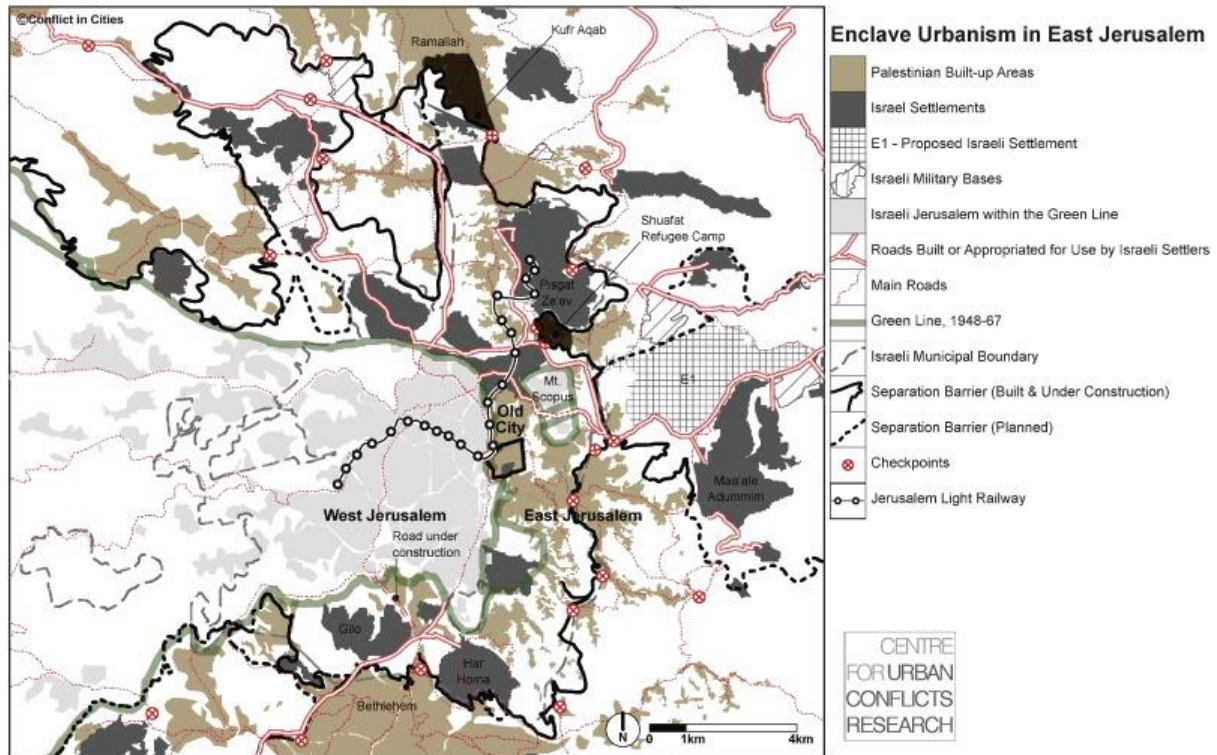 ©Conflict in Cities
Ramallah
Kufr Aqab
Shuafat
Refugee Camp
Pisgat
Ze'ev
Mt.
Scopus
E1
Old
City
Maa'ale
Adummim
West Jerusalem
East Jerusalem
Road under
construction
Gilo
Har
Homa
Bethlehem
N
0 1km 4km
Enclave Urbanism in East Jerusalem
Palestinian Built-up Areas
Israel Settlements
E1 - Proposed Israeli Settlement
Israeli Military Bases
Israeli Jerusalem within the Green Line
Roads Built or Appropriated for Use by Israeli Settlers
Main Roads
Green Line, 1948-67
Israeli Municipal Boundary
Separation Barrier (Built & Under Construction)
Separation Barrier (Planned)
Checkpoints
Jerusalem Light Railway
CENTRE
FOR URBAN
CONFLICTS
RESEARCH